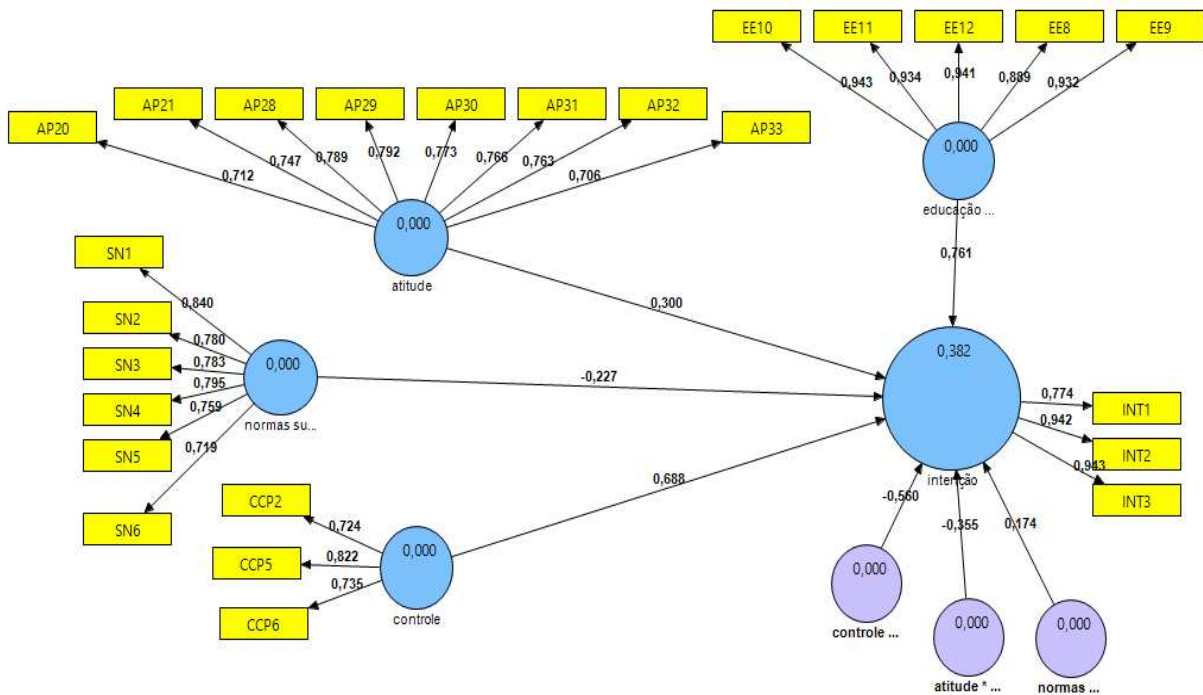 EE10
EE11
EE12
EE8
EE9
0,943
0,934
0,941
0,889
0,932
0,000
educação ...
0,761
AP20
AP21
AP28
AP29
AP30
AP31
AP32
AP33
0,712
0,747
0,789
0,792
0,773
0,766
0,763
0,706
0,000
atitude
0,300
SN1
SN2
SN3
SN4
SN5
SN6
0,840
0,780
0,783
0,795
0,759
0,719
0,000
normas su...
-0,227
0,382
intenção
0,774
0,942
0,943
INT1
INT2
INT3
CCP2
CCP5
CCP6
0,724
0,822
0,735
0,000
controle
0,688
-0,560
-0,355
0,174
0,000
controle ...
0,000
atitude * ...
0,000
normas ...